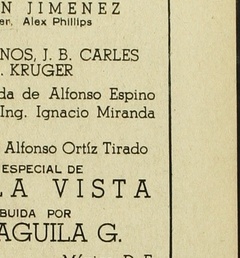 N JIMENEZ
er. Alex Phillips
NOS, J. B. CARLES
. KRUGER
da de Alfonso Espino
Ing. Ignacio Miranda
Alfonso Ortíz Tirado
ESPECIAL DE
LA VISTA
BUIDA POR
AGUILA G.
México, D. F.